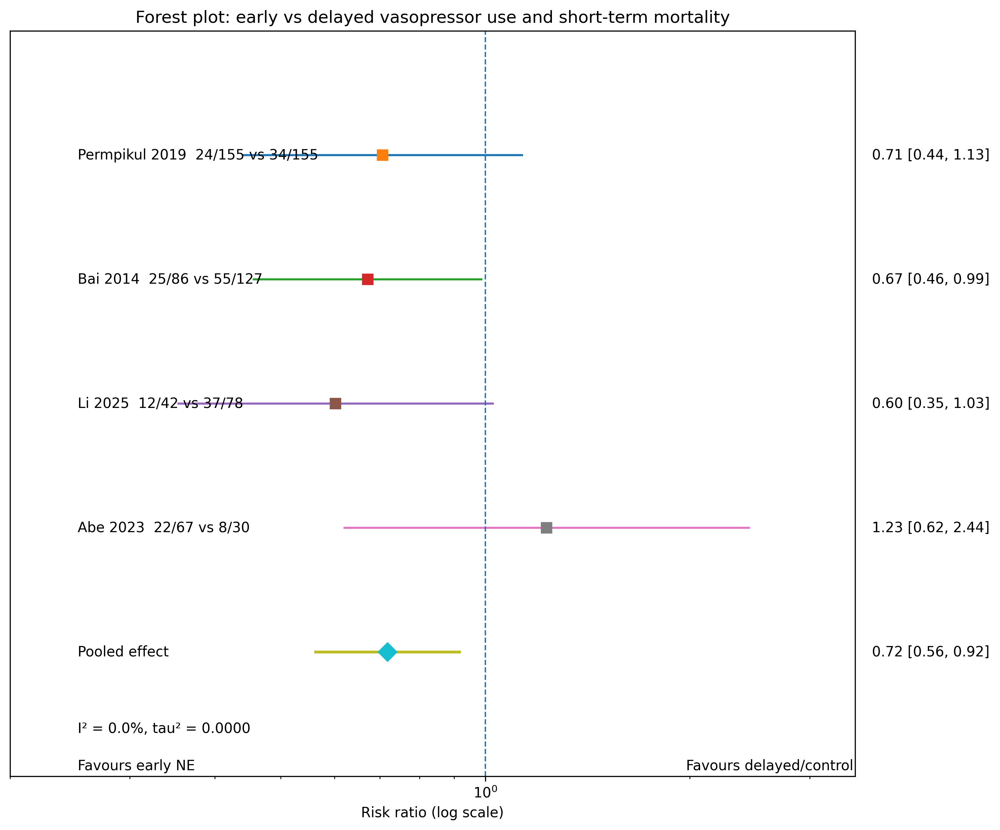 Forest plot: early vs delayed vasopressor use and short-term mortality
Permpikul 2019  24/155 vs 34/155 0.71 [0.44, 1.13]
Bai 2014  25/86 vs 55/127 0.67 [0.46, 0.99]
Li 2025  12/42 vs 37/78 0.60 [0.35, 1.03]
Abe 2023  22/67 vs 8/30 1.23 [0.62, 2.44]
Pooled effect 0.72 [0.56, 0.92]
I² = 0.0%, tau² = 0.0000
Favours early NE Favours delayed/control
10⁰
Risk ratio (log scale)